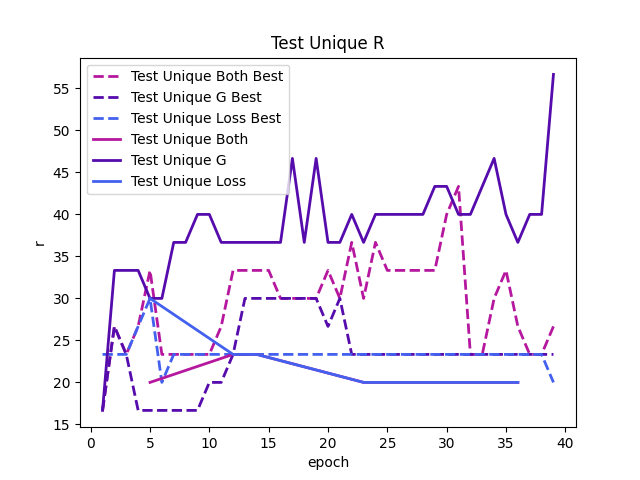 Test Unique R
Test Unique Both Best
Test Unique G Best
Test Unique Loss Best
Test Unique Both
Test Unique G
Test Unique Loss
55
50
45
40
35
30
25
20
15
r
0 5 10 15 20 25 30 35 40
epoch